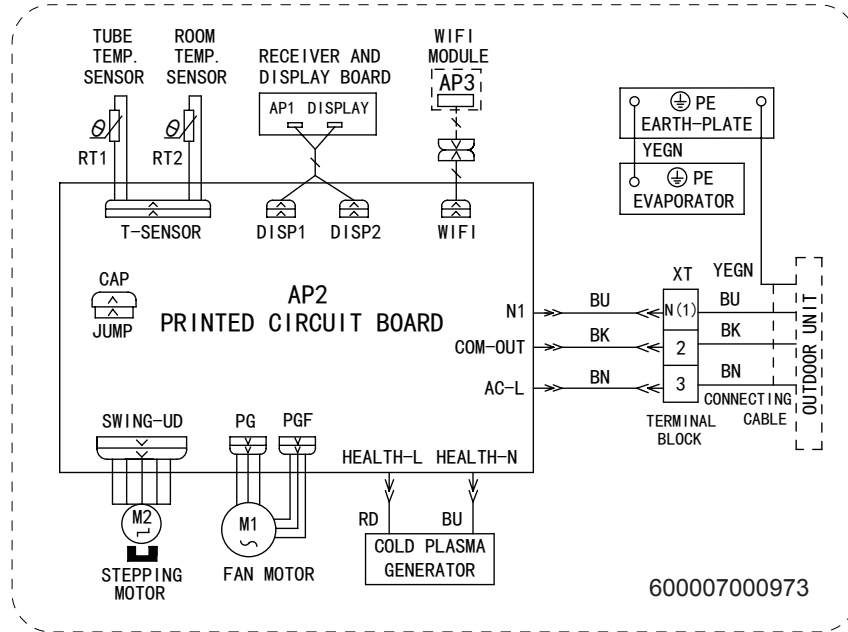 TUBE
TEMP.
SENSOR
ROOM
TEMP.
SENSOR
RECEIVER AND
DISPLAY BOARD
WIFI
MODULE
AP3
AP1 DISPLAY
RT1
RT2
PE
EARTH-PLATE
YEGN
PE
EVAPORATOR
T-SENSOR
DISP1
DISP2
WIFI
CAP
JUMP
AP2
PRINTED CIRCUIT BOARD
N1
COM-OUT
AC-L
BU
BK
BN
XT
N(1)
2
3
TERMINAL
BLOCK
YEGN
BU
BK
BN
CONNECTING
CABLE
OUTDOOR UNIT
SWING-UD
PG
PGF
HEALTH-L
HEALTH-N
M2
STEPPING
MOTOR
M1
FAN MOTOR
RD
BU
COLD PLASMA
GENERATOR
600007000973